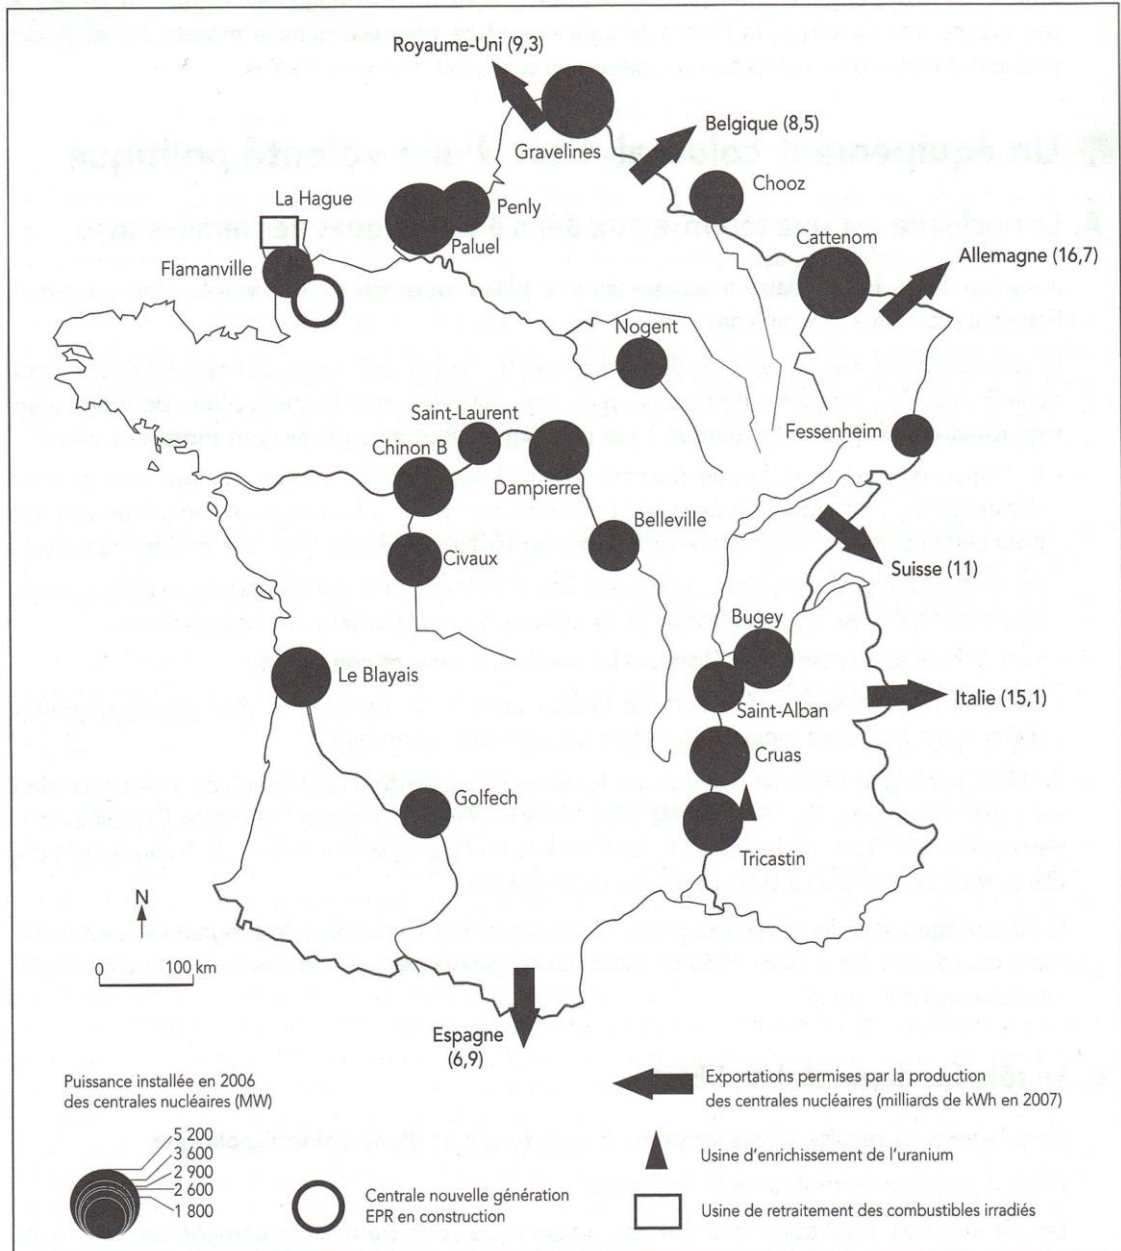 Royaume-Uni (9,3)
Gravelines
Belgique (8,5)
Chooz
La Hague
Penly
Paluel
Cattenom
Allemagne (16,7)
Flamanville
Nogent
Saint-Laurent
Fessenheim
Chinon B
Dampierre
Belleville
Civaux
Suisse (11)
Bugey
Le Blayais
Saint-Alban
Italie (15,1)
Cruas
Golfech
Tricastin
N
0 100 km
Espagne
(6,9)
Puissance installée en 2006
des centrales nucléaires (MW)
5 200
3 600
2 900
2 600
1 800
Centrale nouvelle génération
EPR en construction
Exportations permises par la production
des centrales nucléaires (milliards de kWh en 2007)
Usine d'enrichissement de l'uranium
Usine de retraitement des combustibles irradiés